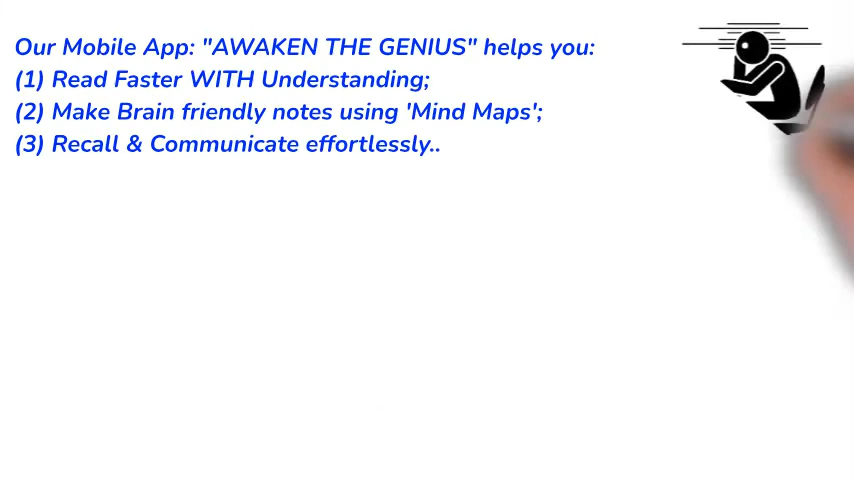 Our Mobile App: "AWAKEN THE GENIUS" helps you:
(1) Read Faster WITH Understanding;
(2) Make Brain friendly notes using 'Mind Maps';
(3) Recall & Communicate effortlessly..